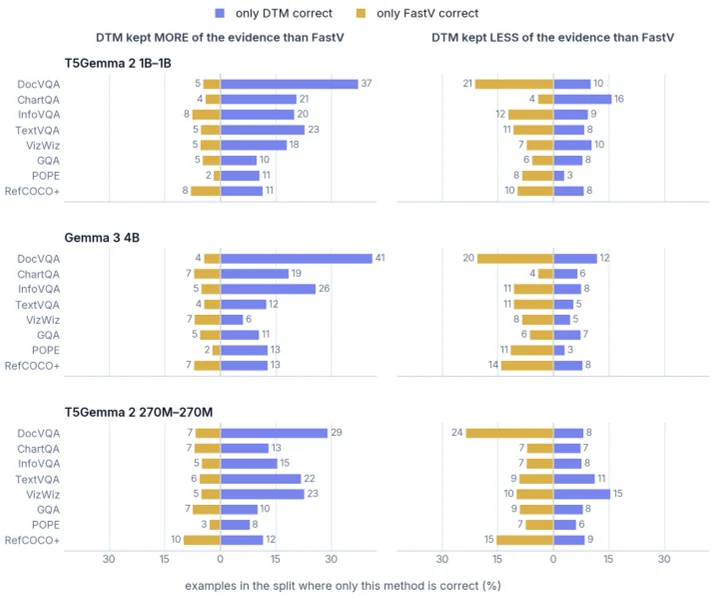 only DTM correct only FastV correct
DTM kept MORE of the evidence than FastV DTM kept LESS of the evidence than FastV
T5Gemma 2 1B–1B
DocVQA 5 37 21 10
ChartQA 4 21 4 16
InfoVQA 8 20 12 9
TextVQA 5 23 11 8
VizWiz 5 18 7 10
GQA 5 10 6 8
POPE 2 11 8 3
RefCOCO+ 8 11 10 8
Gemma 3 4B
DocVQA 4 41 20 12
ChartQA 7 19 4 6
InfoVQA 5 26 11 8
TextVQA 4 12 11 5
VizWiz 7 6 8 5
GQA 5 11 6 7
POPE 2 13 11 3
RefCOCO+ 7 13 14 8
T5Gemma 2 270M–270M
DocVQA 7 29 24 8
ChartQA 7 13 7 7
InfoVQA 5 15 7 8
TextVQA 6 22 9 11
VizWiz 5 23 10 15
GQA 7 10 9 8
POPE 3 8 7 6
RefCOCO+ 10 12 15 9
30 15 0 15 30 30 15 0 15 30
examples in the split where only this method is correct (%)